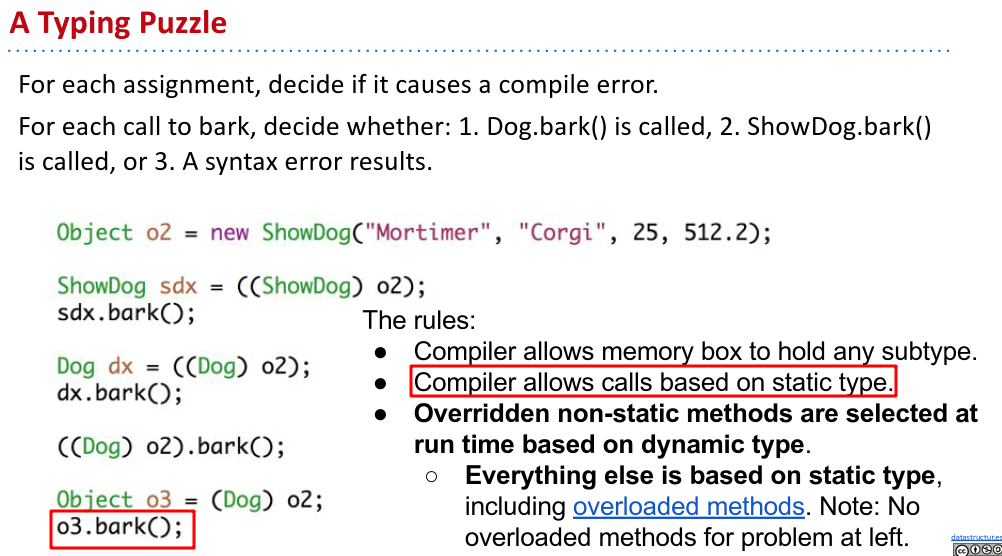 A Typing Puzzle
For each assignment, decide if it causes a compile error.
For each call to bark, decide whether: 1. Dog.bark() is called, 2. ShowDog.bark()
is called, or 3. A syntax error results.
Object o2 = new ShowDog("Mortimer", "Corgi", 25, 512.2);
ShowDog sdx = ((ShowDog) o2);
sdx.bark();
Dog dx = ((Dog) o2);
dx.bark();
((Dog) o2).bark();
Object o3 = (Dog) o2;
o3.bark();
The rules:
● Compiler allows memory box to hold any subtype.
● Compiler allows calls based on static type.
● Overridden non-static methods are selected at
run time based on dynamic type.
○ Everything else is based on static type,
including overloaded methods. Note: No
overloaded methods for problem at left.